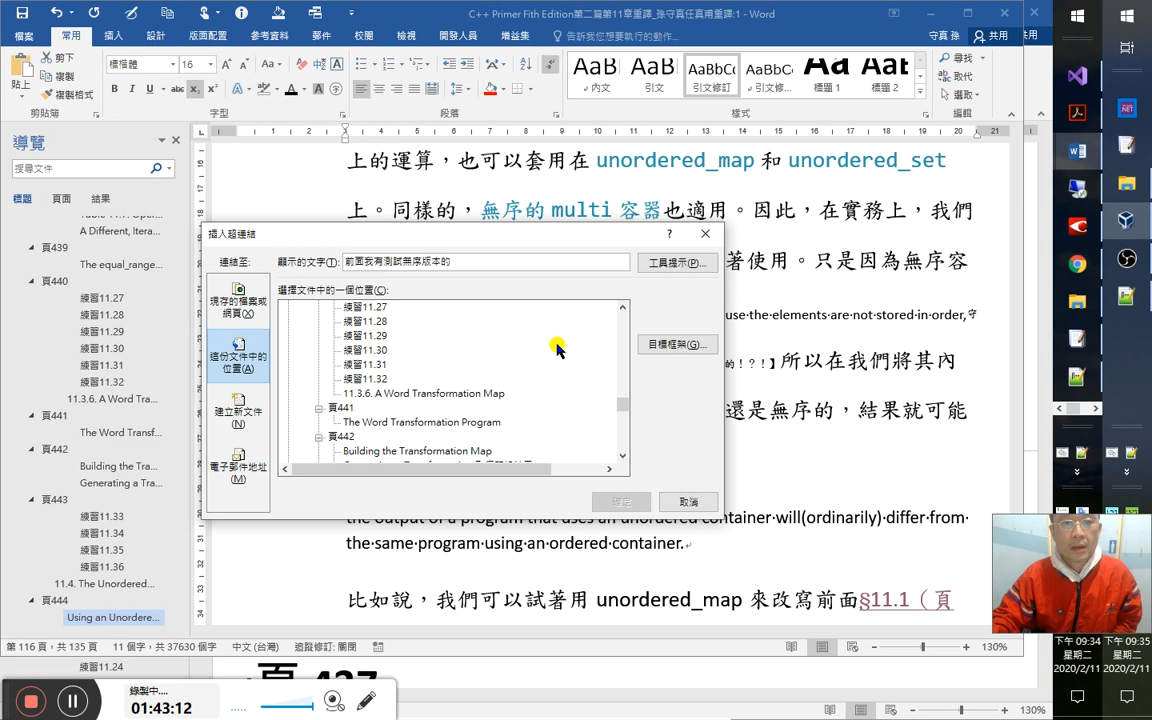 C++ Primer Fifth Edition第二篇第11章重譯_孫守真任真甫重譯:1 - Word
檔案 常用 插入 設計 版面配置 參考資料 郵件 校閱 檢視 開發人員 增益集 告訴我您想要執行的動作... 守真 孫 共用 共用
貼上 剪下 複製 複製格式
標楷體 16
AaB 內文 AaB 引文 AaBbC 引文修訂 AaBbC 引文修... Aa 標題 1 Aat 標題 2
尋找 取代 選取
剪貼簿 字型 段落 樣式 編輯
導覽
搜尋文件
標題 頁面 結果
A Different, Itera...
頁439
The equal_range...
頁440
練習11.27
練習11.28
練習11.29
練習11.30
練習11.31
練習11.32
11.3.6. A Word Tra...
頁441
The Word Transf...
頁442
Building the Tra...
Generating a Tra...
頁443
練習11.33
練習11.34
練習11.35
練習11.36
11.4. The Unordered...
頁444
Using an Unordere...
上的運算，也可以套用在 unordered_map 和 unordered_set
上。同樣的，無序的 multi 容器也適用。因此，在實務上，我們
著使用。只是因為無序容
use·the·elements·are·not·stored·in·order,守
的！?！】所以在我們將其內
還是無序的，結果就可能
the·output·of·a·program·that·uses·an·unordered·container·will(ordinarily)·differ·from·
the·same·program·using·an·ordered·container.
比如說，我們可以試著用 unordered_map 來改寫前面§11.1（頁
插入超連結
連結至:
顯示的文字(T): 前面我有測試無序版本的
工具提示(P)...
選擇文件中的一個位置(C):
現存的檔案或網頁(X)
這份文件中的位置(A)
建立新文件(N)
電子郵件地址(M)
練習11.27
練習11.28
練習11.29
練習11.30
練習11.31
練習11.32
11.3.6. A Word Transformation Map
頁441
The Word Transformation Program
頁442
Building the Transformation Map
目標框架(G)...
確定
取消
第 116 頁，共 135 頁 11 個字，共 37630 個字 中文 (台灣) 追蹤修訂: 關閉 130%
練習11.24
頁 437
錄製中....
01:43:12
130%
下午 09:34
星期二
2020/2/11
下午 09:35
星期二
2020/2/11